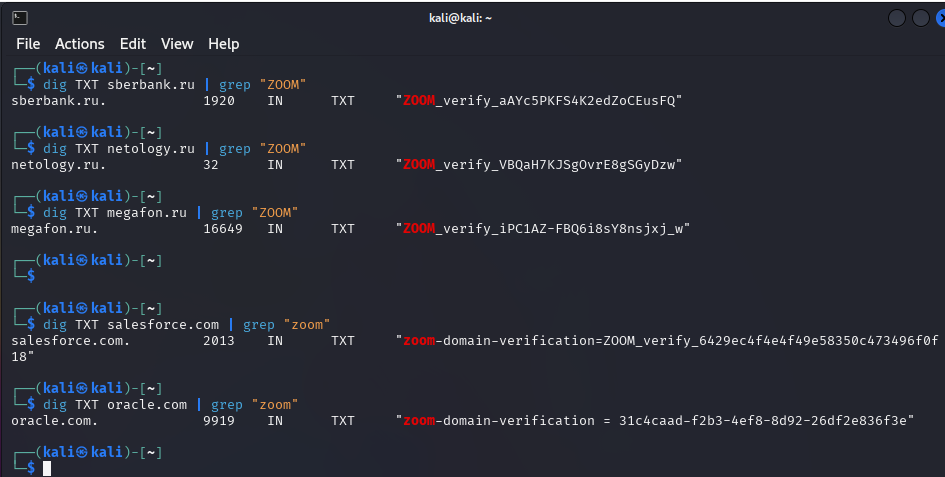 kali@kali: ~
File Actions Edit View Help
┌──(kali㉿kali)-[~]
└─$ dig TXT sberbank.ru | grep "ZOOM"
sberbank.ru. 1920 IN TXT "ZOOM_verify_aAYc5PKFS4K2edZoCEusFQ"
┌──(kali㉿kali)-[~]
└─$ dig TXT netology.ru | grep "ZOOM"
netology.ru. 32 IN TXT "ZOOM_verify_VBQaH7KJSgOvrE8gSGyDzw"
┌──(kali㉿kali)-[~]
└─$ dig TXT megafon.ru | grep "ZOOM"
megafon.ru. 16649 IN TXT "ZOOM_verify_iPC1AZ-FBQ6i8sY8nsjxj_w"
┌──(kali㉿kali)-[~]
└─$
┌──(kali㉿kali)-[~]
└─$ dig TXT salesforce.com | grep "zoom"
salesforce.com. 2013 IN TXT "zoom-domain-verification=ZOOM_verify_6429ec4f4e4f49e58350c473496f0f
18"
┌──(kali㉿kali)-[~]
└─$ dig TXT oracle.com | grep "zoom"
oracle.com. 9919 IN TXT "zoom-domain-verification = 31c4caad-f2b3-4ef8-8d92-26df2e836f3e"
┌──(kali㉿kali)-[~]
└─$